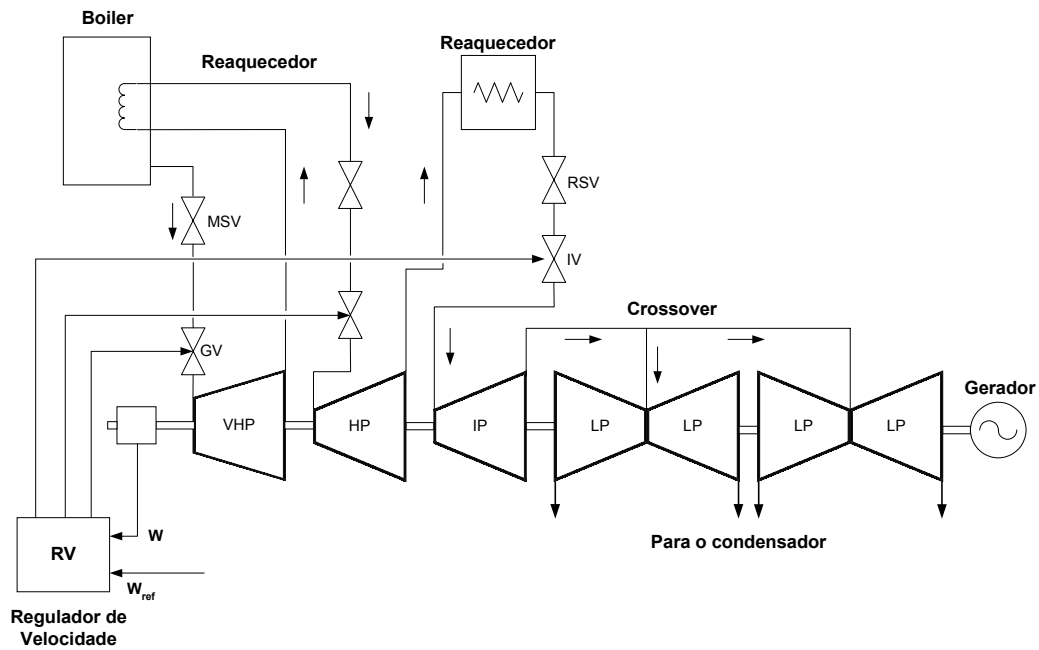 Boiler
Reaquecedor
Reaquecedor
RSV
MSV
IV
Crossover
GV
Gerador
VHP
HP
IP
LP
LP
LP
LP
W
Para o condensador
RV
Wref
Regulador de
Velocidade